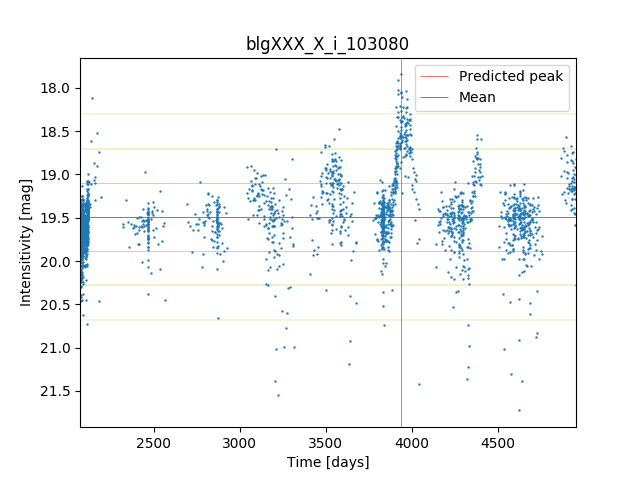 blgXXX_X_i_103080
Predicted peak
Mean
Intensitivity [mag]
18.0
18.5
19.0
19.5
20.0
20.5
21.0
21.5
2500
3000
3500
4000
4500
Time [days]